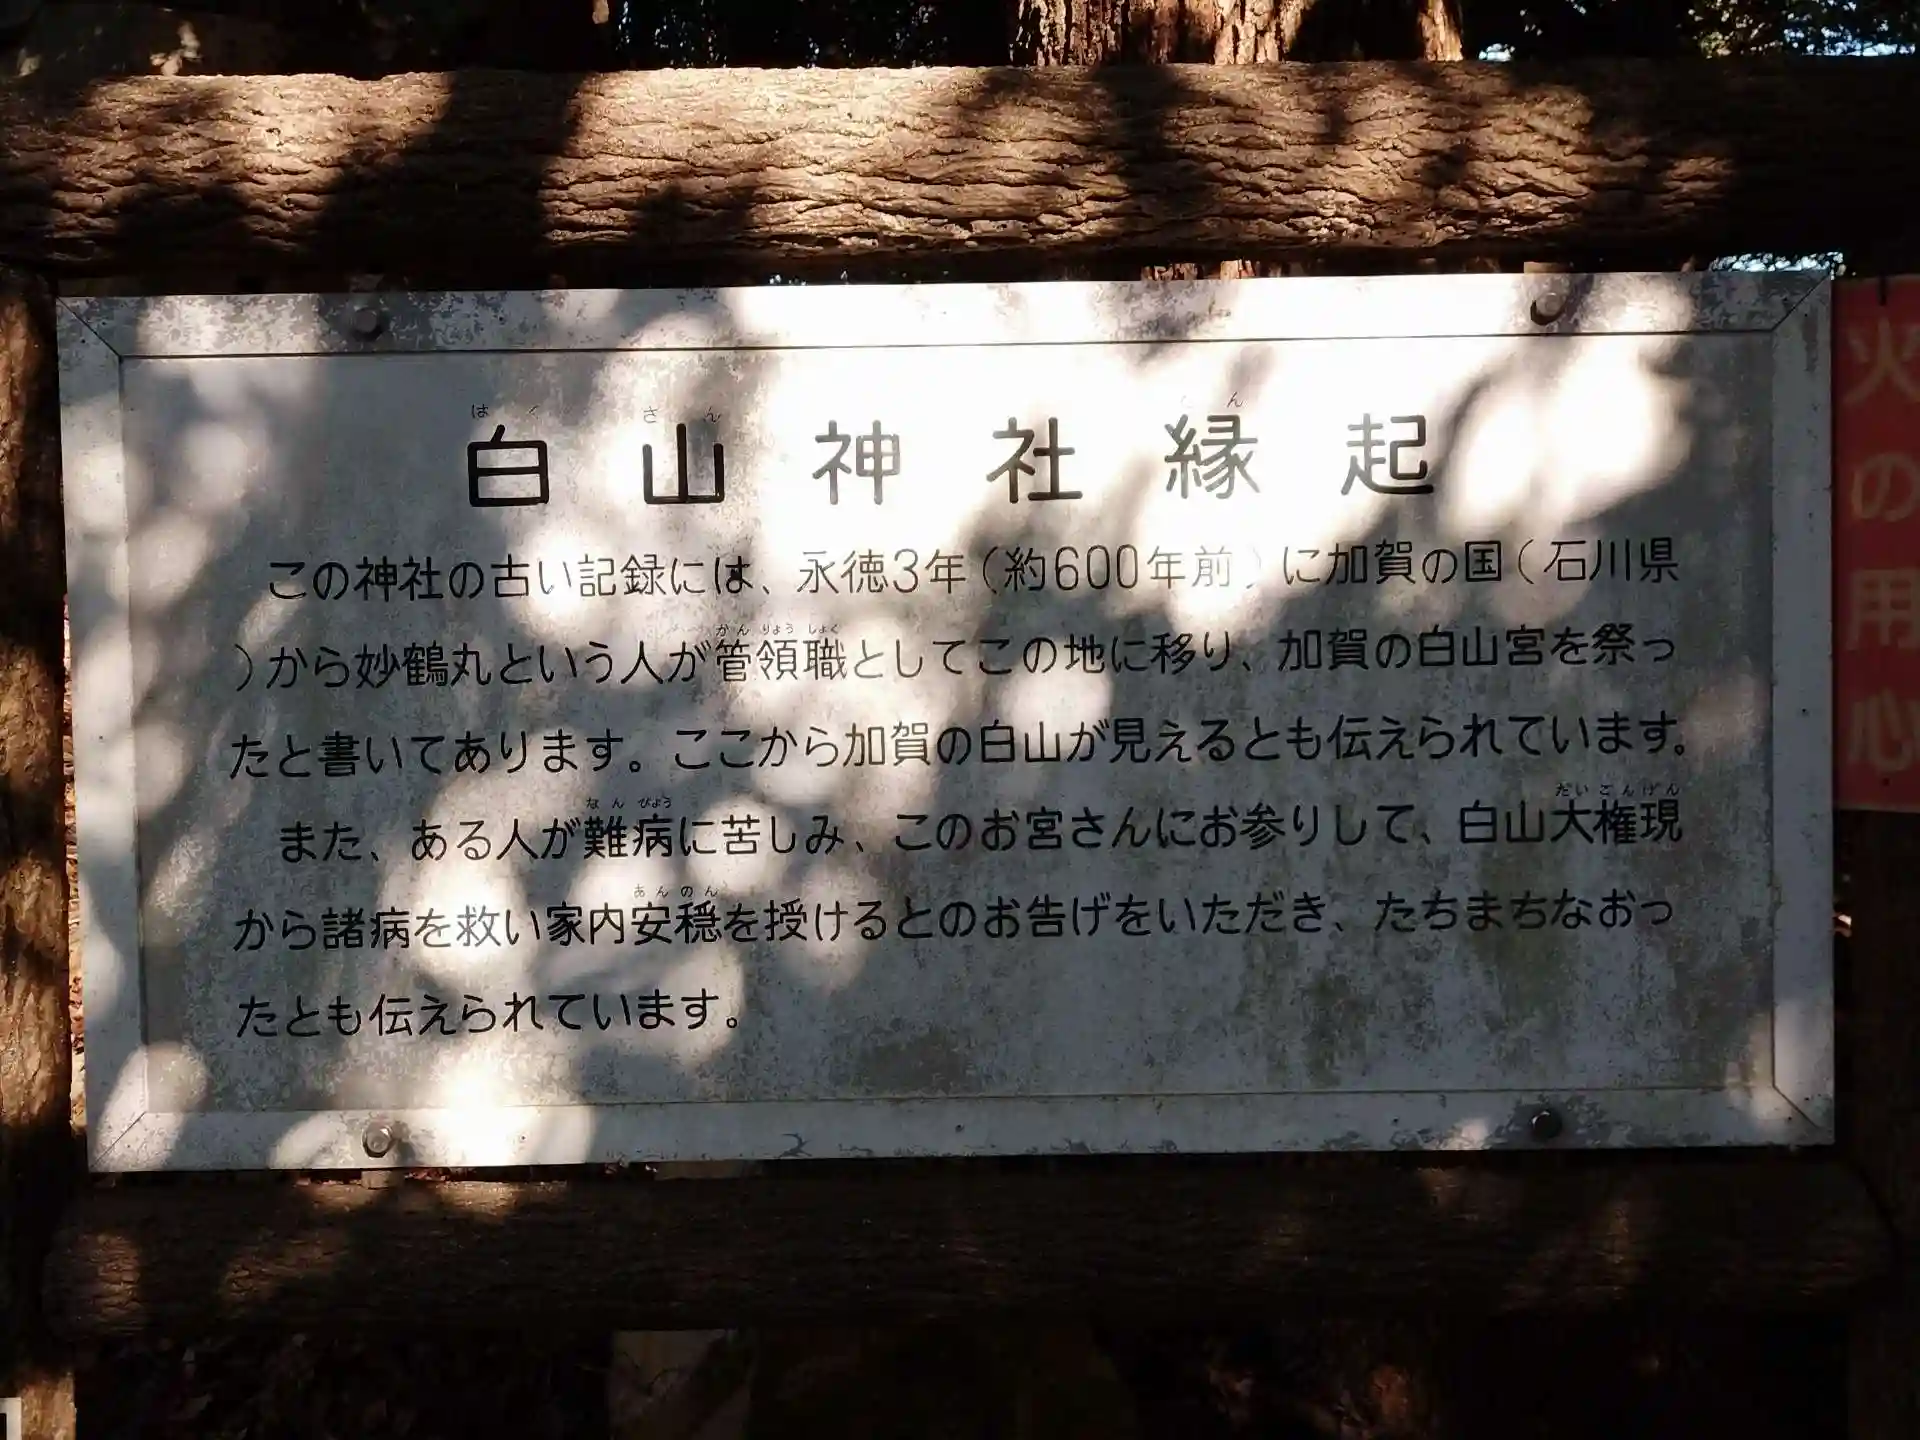 白山神社縁起
この神社の古い記録には、永徳3年(約600年前)に加賀の国(石川県
)から妙鶴丸という人が管領職としてこの地に移り、加賀の白山宮を祭っ
たと書いてあります。ここから加賀の白山が見えるとも伝えられています。
また、ある人が難病に苦しみ、このお宮さんにお参りして、白山大権現
から諸病を救い家内安穏を授けるとのお告げをいただき、たちまちなおっ
たとも伝えられています。
火の用心